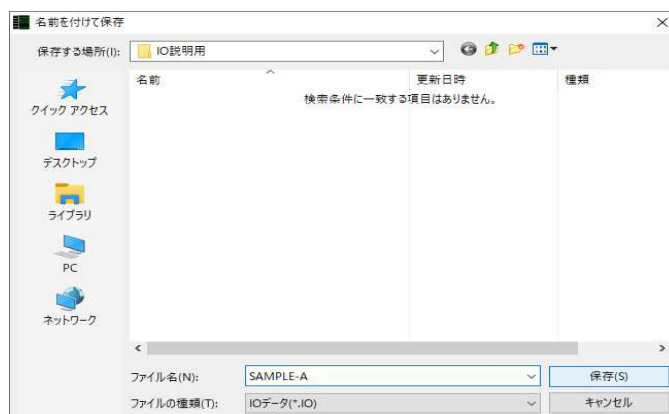 名前を付けて保存
保存する場所(I): IO説明用
名前 更新日時 種類
検索条件に一致する項目はありません。
クイック アクセス
デスクトップ
ライブラリ
PC
ネットワーク
ファイル名(N): SAMPLE-A 保存(S)
ファイルの種類(T): IOデータ(*.IO) キャンセル